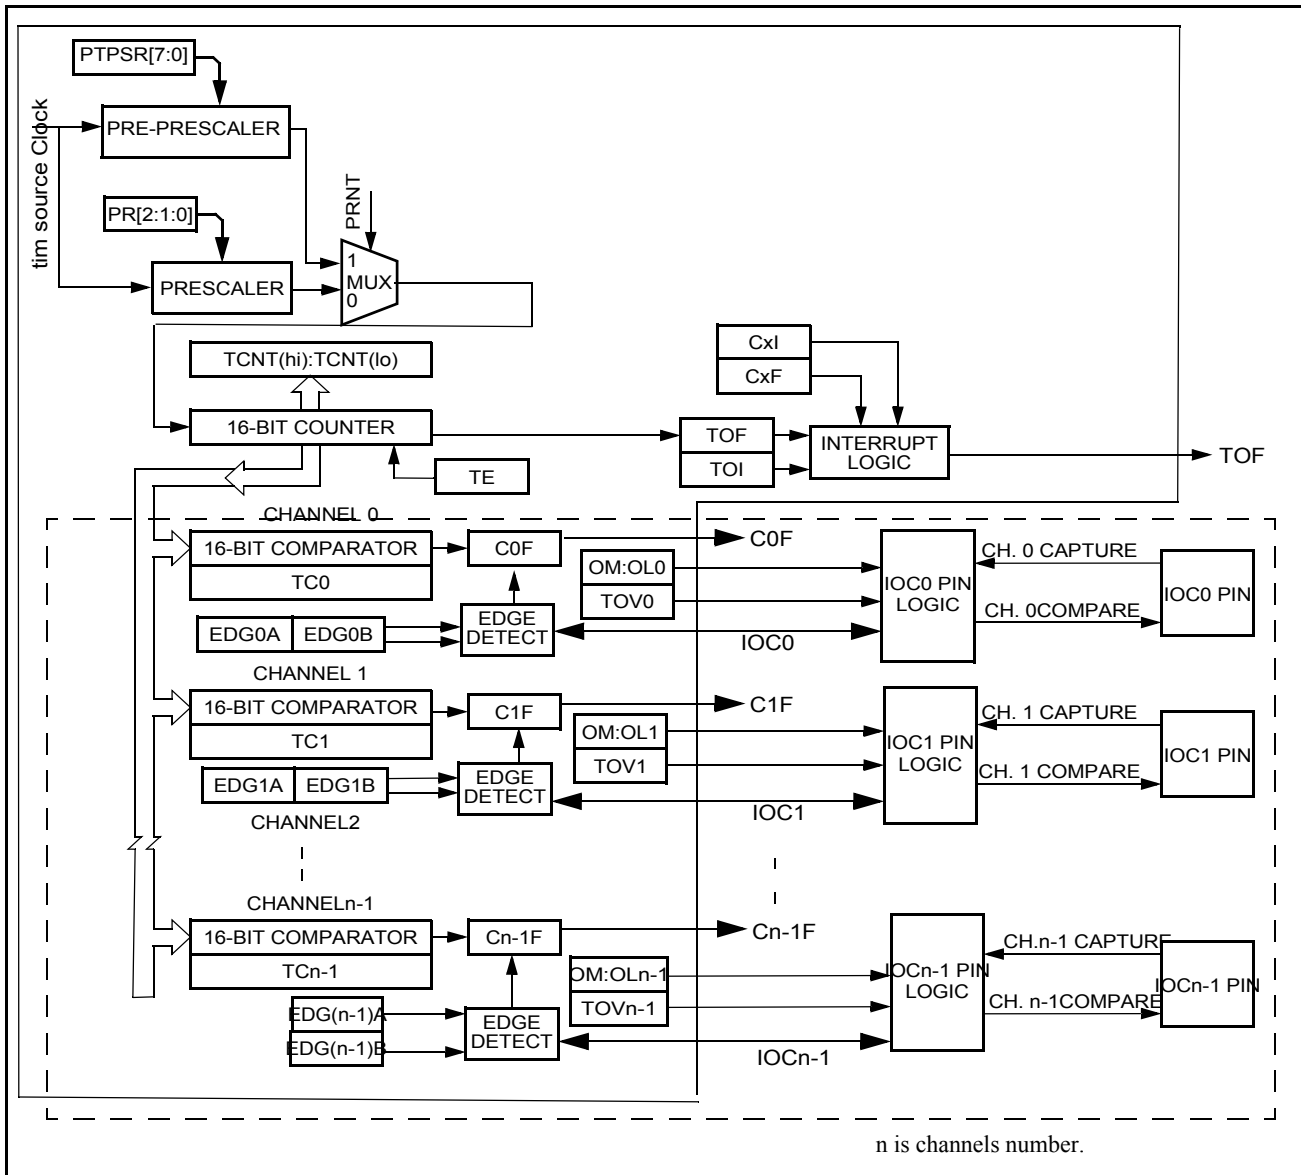 PTPSR[7:0]
tim source Clock
PRE-PRESCALER
PR[2:1:0]
PRNT
PRESCALER
1
MUX
0
TCNT(hi):TCNT(lo)
CxI
CxF
16-BIT COUNTER
TOF
TOI
INTERRUPT
LOGIC
TOF
TE
CHANNEL 0
16-BIT COMPARATOR
TC0
C0F
C0F
OM:OL0
TOV0
IOC0 PIN
LOGIC
CH. 0 CAPTURE
CH. 0COMPARE
IOC0 PIN
EDG0A
EDG0B
EDGE
DETECT
IOC0
CHANNEL 1
16-BIT COMPARATOR
TC1
C1F
C1F
OM:OL1
TOV1
IOC1 PIN
LOGIC
CH. 1 CAPTURE
CH. 1 COMPARE
IOC1 PIN
EDG1A
EDG1B
EDGE
DETECT
IOC1
CHANNEL2
CHANNELn-1
16-BIT COMPARATOR
TCn-1
Cn-1F
Cn-1F
OM:OLn-1
TOVn-1
IOCn-1 PIN
LOGIC
CH.n-1 CAPTURE
CH. n-1COMPARE
IOCn-1 PIN
EDG(n-1)A
EDG(n-1)B
EDGE
DETECT
IOCn-1
n is channels number.